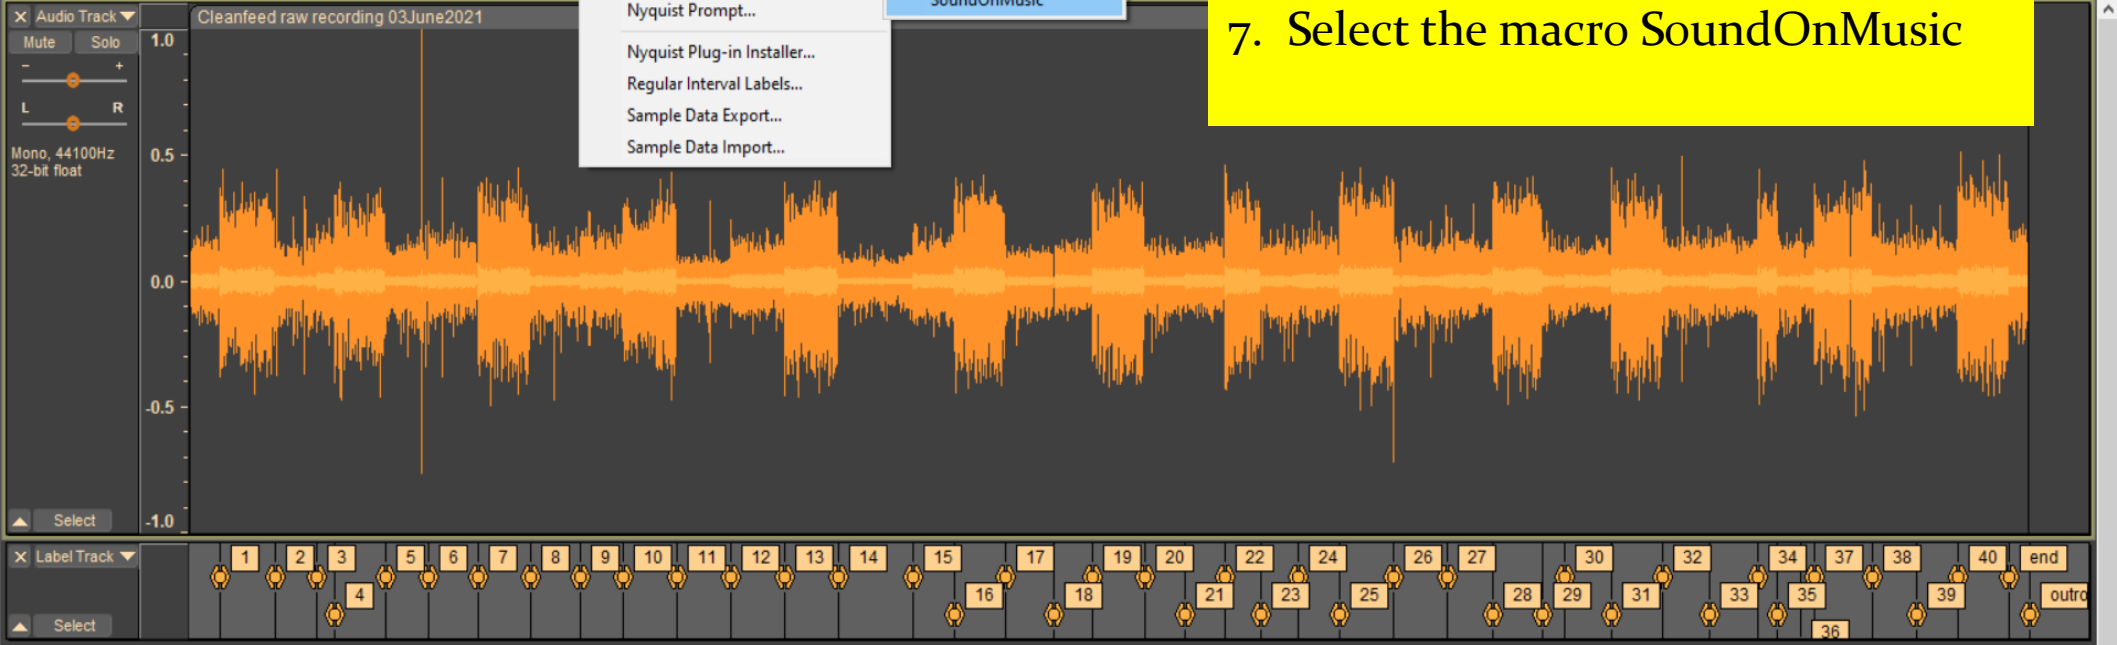 Audio Track
Cleanfeed raw recording 03June2021
Nyquist Prompt...
SoundOnMusic
7. Select the macro SoundOnMusic
Mute Solo
- +
L R
Mono, 44100Hz
32-bit float
Nyquist Plug-in Installer...
Regular Interval Labels...
Sample Data Export...
Sample Data Import...
1.0
0.5
0.0
-0.5
-1.0
Select
Label Track
1 2 3 5 6 7 8 9 10 11 12 13 14 15 17 19 20 22 24 26 27 30 32 34 37 38 40 end
4 16 18 21 23 25 28 29 31 33 35 39 outro
36
Select